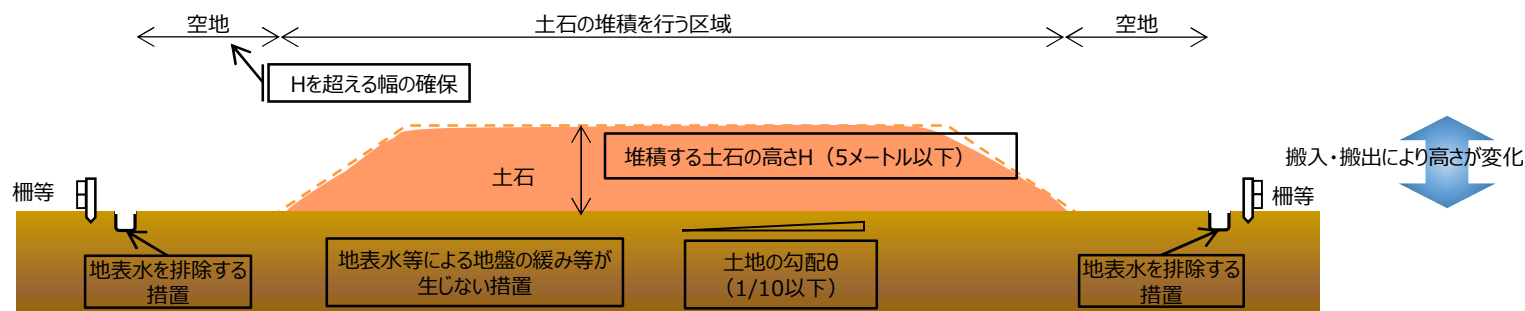 空地
土石の堆積を行う区域
空地
Hを超える幅の確保
堆積する土石の高さH（5メートル以下）
搬入・搬出により高さが変化
土石
柵等
柵等
地表水を排除する
措置
地表水等による地盤の緩み等が
生じない措置
土地の勾配θ
（1/10以下）
地表水を排除する
措置